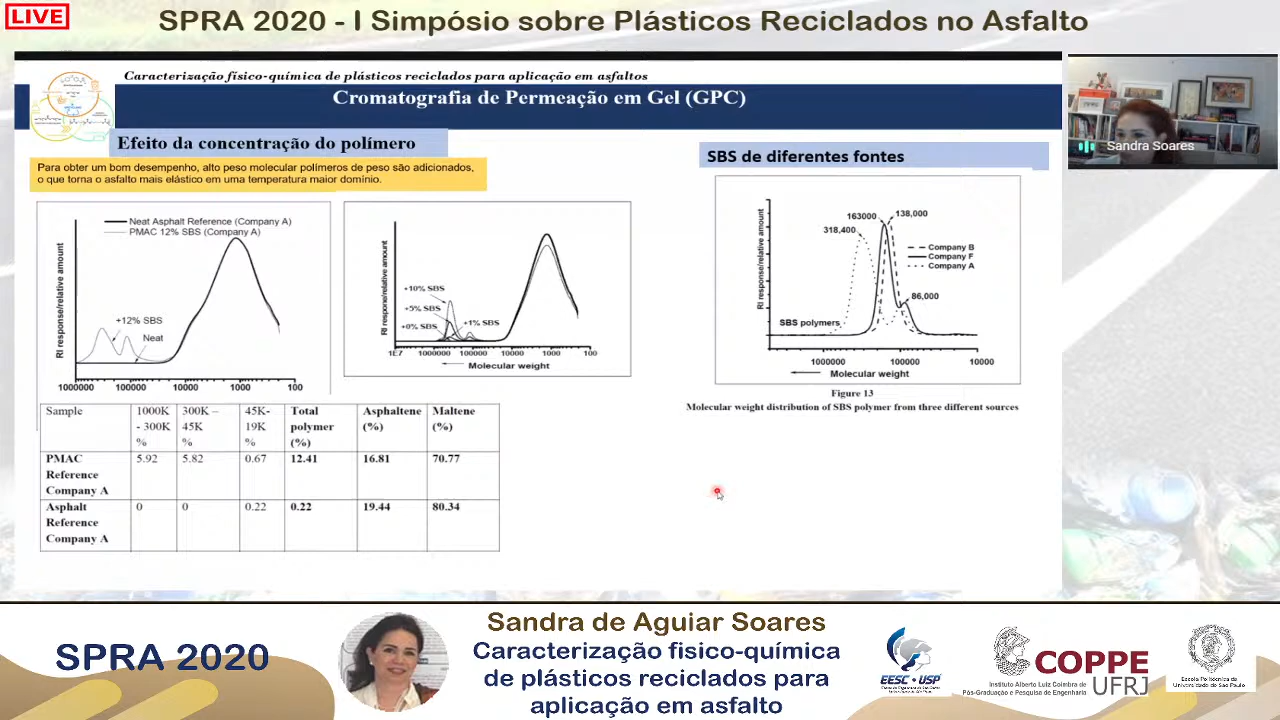 LIVE
SPRA 2020 - I Simpósio sobre Plásticos Reciclados no Asfalto
Caracterização físico-química de plásticos reciclados para aplicação em asfaltos
Cromatografia de Permeação em Gel (GPC)
Efeito da concentração do polímero
Para obter um bom desempenho, alto peso molecular polímeros de peso são adicionados,
o que torna o asfalto mais elástico em uma temperatura maior domínio.
Neat Asphalt Reference (Company A)
PMAC 12% SBS (Company A)
RI response/relative amount
+12% SBS
Neat
1000000 100000 10000 1000 100
RI respone/relative amount
+10% SBS
+5% SBS
+0% SBS
+1% SBS
1E7 1000000 100000 10000 1000 100
Molecular weight
Sample 1000K - 300K % 300K – 45K % 45K- 19K % Total polymer (%) Asphaltene (%) Maltene (%)
PMAC Reference Company A 5.92 5.82 0.67 12.41 16.81 70.77
Asphalt Reference Company A 0 0 0.22 0.22 19.44 80.34
SBS de diferentes fontes
RI response/relative amount
163000
138,000
318,400
Company B
Company F
Company A
86,000
SBS polymers
1000000 100000 10000
Molecular weight
Figure 13
Molecular weight distribution of SBS polymer from three different sources
Sandra Soares
SPRA 2020
Sandra de Aguiar Soares
Caracterização fisico-química
de plásticos reciclados para
aplicação em asfalto
EESC • USP
COPPE
UFRJ
Instituto Alberto Luiz Coimbra de
Pós-Graduação e Pesquisa de Engenharia
Escola Politécnica da
Universidade de São Paulo